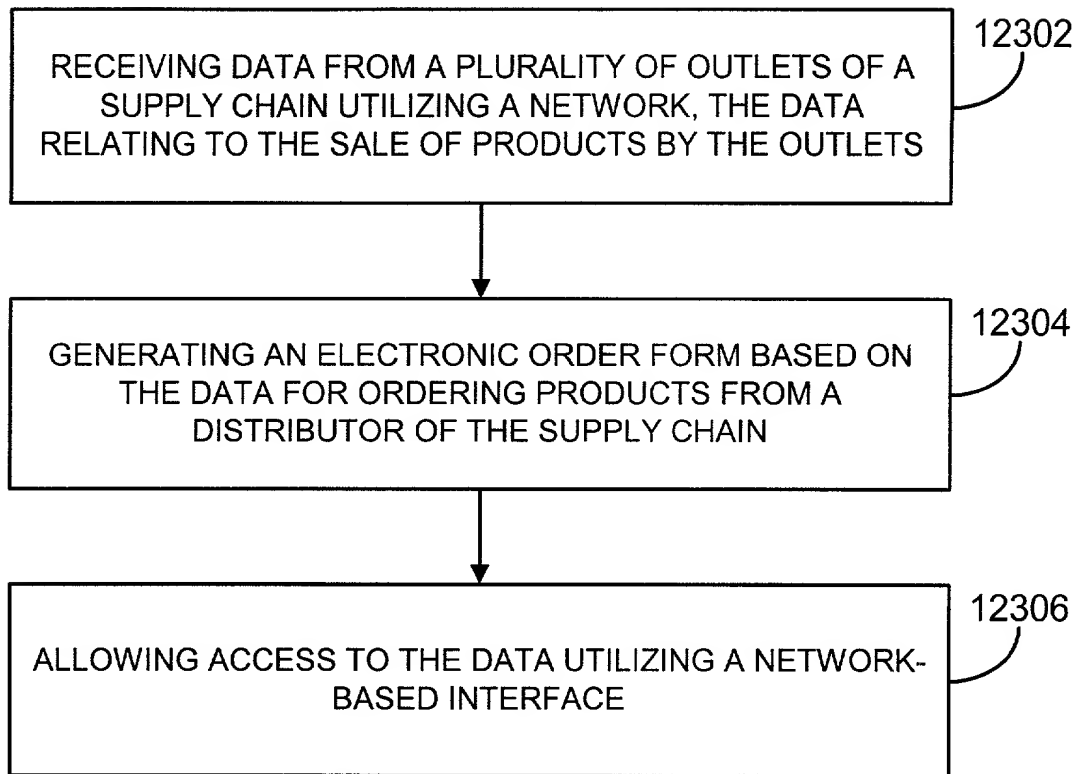 12302
RECEIVING DATA FROM A PLURALITY OF OUTLETS OF A
SUPPLY CHAIN UTILIZING A NETWORK, THE DATA
RELATING TO THE SALE OF PRODUCTS BY THE OUTLETS
12304
GENERATING AN ELECTRONIC ORDER FORM BASED ON
THE DATA FOR ORDERING PRODUCTS FROM A
DISTRIBUTOR OF THE SUPPLY CHAIN
12306
ALLOWING ACCESS TO THE DATA UTILIZING A NETWORK-
BASED INTERFACE